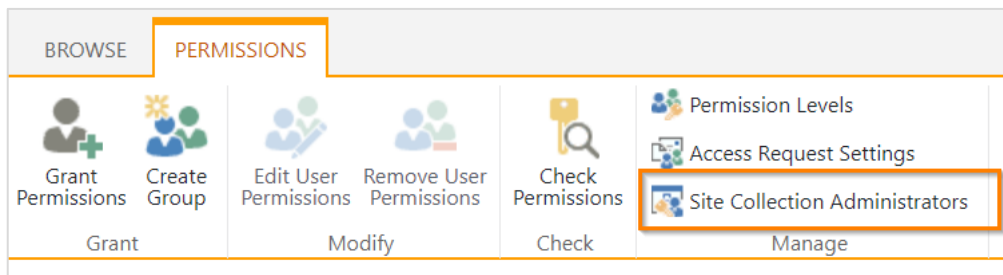 BROWSE
PERMISSIONS
Grant
Permissions
Create
Group
Grant
Edit User
Permissions
Remove User
Permissions
Modify
Check
Permissions
Check
Permission Levels
Access Request Settings
Site Collection Administrators
Manage